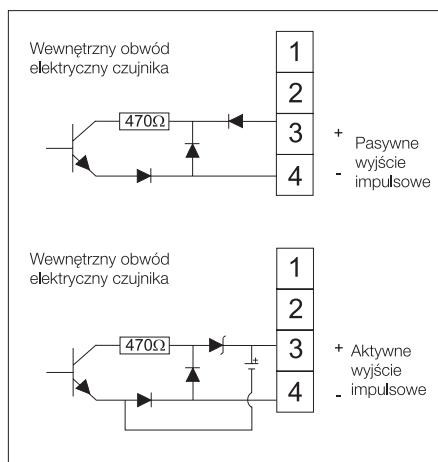 Wewnętrzny obwód
elektryczny czujnika
1
2
3
4
470Ω
+
-
Pasywne
wyjście
impulsowe
Wewnętrzny obwód
elektryczny czujnika
1
2
3
4
470Ω
+
+
-
Aktywne
wyjście
impulsowe